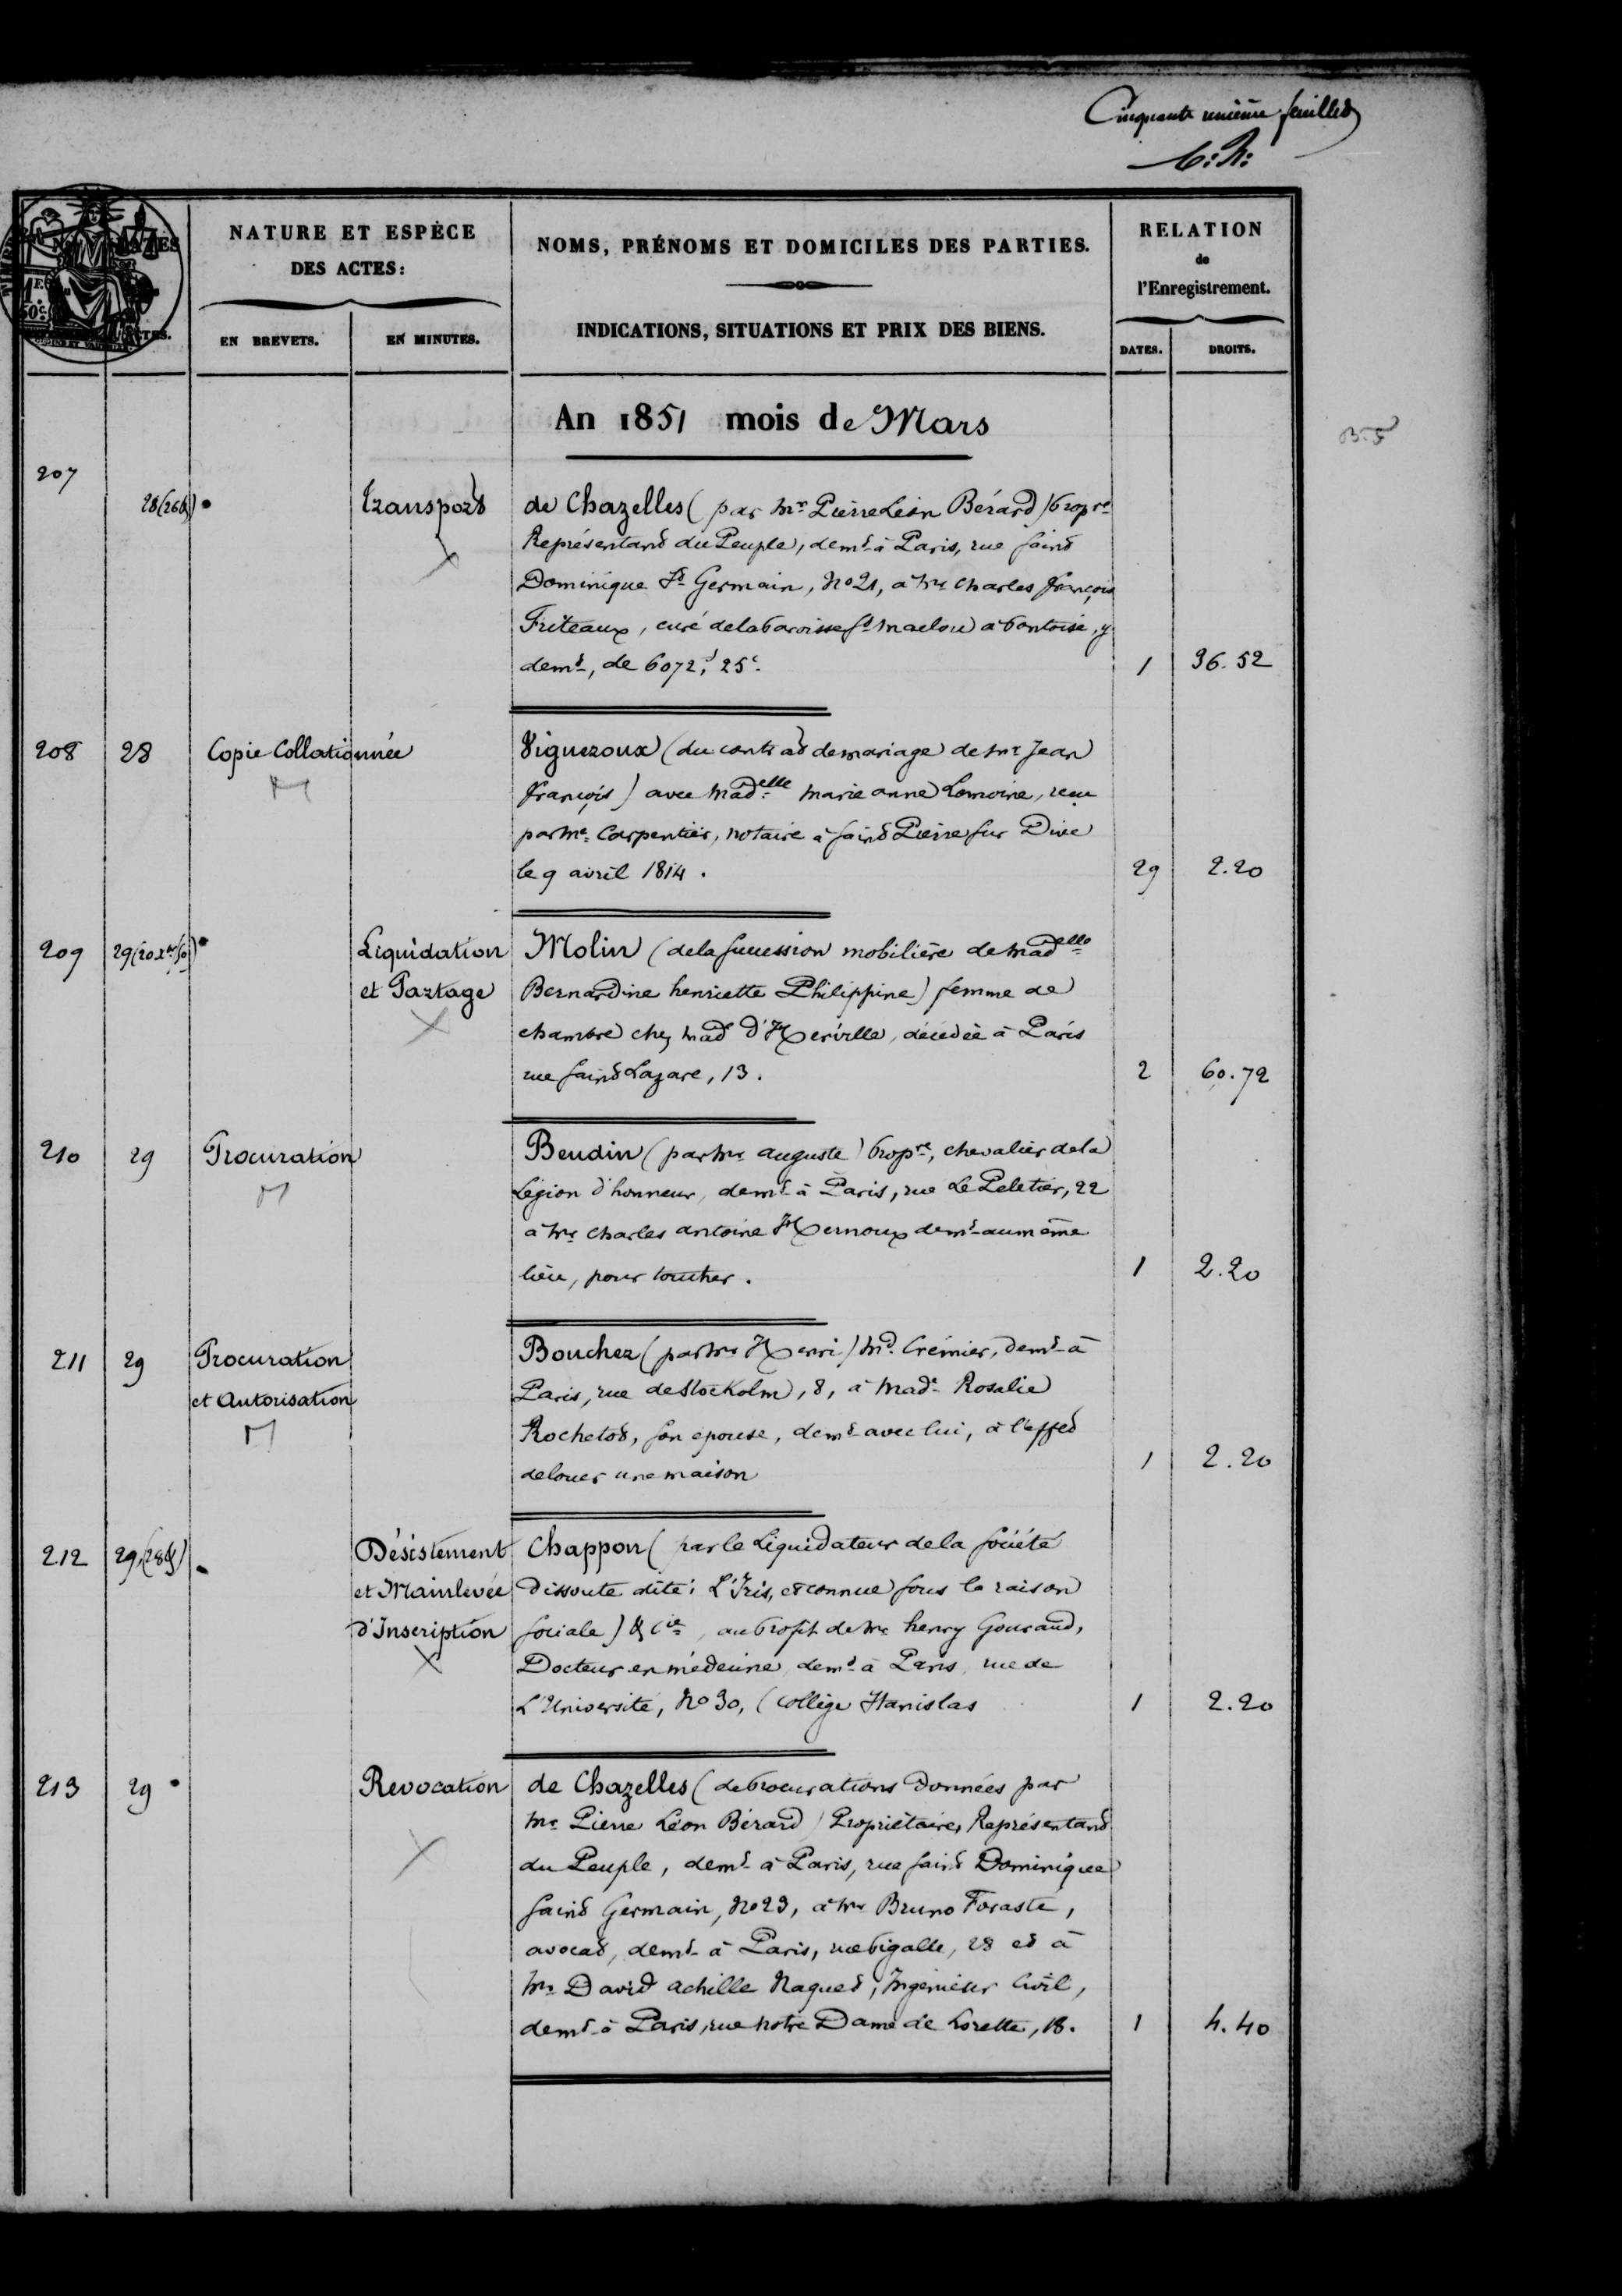 Cinquante unième feuillet
NATURE ET ESPÈCE
DES ACTES:
EN BREVETS.
EN MINUTES.
NOMS, PRÉNOMS ET DOMICILES DES PARTIES.
INDICATIONS, SITUATIONS ET PRIX DES BIENS.
RELATION
de
l'Enregistrement.
DATES.
DROITS.
An 1851 mois de Mars
207
28 (26 &) Transport de Chazelles (par Mr Pierre Léon Bérard) Propre
Représentant du Peuple, demt à Paris, rue Saint
Dominique St Germain, No 21, à Mr Charles François
Friteaux, curé de la Paroisse St Maclou à Pontoise, y
demt, de 6072f 25c. 1 36.52
208 28 Copie Collationnée Viguezoux (du contrat de mariage de Mr Jean
François) avec Madelle Marie anne Lemoine, reçu
par Me Carpentier, notaire à Saint Pierre sur Dive
le 9 avril 1814. 29 2.20
209 29 (20 Xbre 50) Liquidation Molin (de la succession mobilière de Madelle
et Partage Bernardine henriette Philippine) femme de
chambre chez Made d'Herville, décédée à Paris
rue Saint Lazare, 13. 2 60.72
210 29 Procuration Beudin (par Mr auguste) Propre, chevalier de la
Légion d'honneur, demt à Paris, rue Le Peletier, 22
à Mr Charles antoine Hernoux demt au même
lieu, pour toucher. 1 2.20
211 29 Procuration Bouchez (par Mr Henri) Md Crémier, demt à
et Autorisation Paris, rue de Stockolm, 8, à Made Rosalie
Rochetot, son épouse, demt avec lui, à l'effet
de louer une maison 1 2.20
212 29 (28 &) Désistement Chappon (par le Liquidateur de la Société
et Mainlevée dissoute dite: L'Iris, et connue sous la raison
d'Inscription sociale) & Cie, au Profit de Mr henry Gouraud,
Docteur en médecine, demt à Paris, rue de
L'Université, No 30, (Collège Stanislas 1 2.20
213 29 Revocation de Chazelles (de Procurations données par
Mr Pierre Léon Bérard) Propriétaire, Représentant
du Peuple, demt à Paris, rue Saint Dominique
Saint Germain, No 23, à Mr Bruno Foraste,
avocat, demt à Paris, rue Pigalle, 28 et à
Mr David achille Naquet, Ingénieur Civil,
demt à Paris, rue Notre Dame de Lorette, 18. 1 4.40